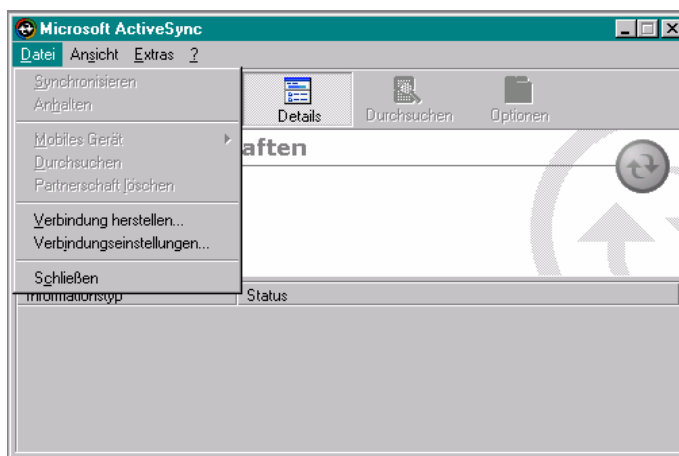 Microsoft ActiveSync
Datei Ansicht Extras ?
Synchronisieren
Anhalten
Mobiles Gerät
Durchsuchen
Partnerschaft löschen
Verbindung herstellen...
Verbindungseinstellungen...
Schließen
Details Durchsuchen Optionen
aften
Informationstyp Status